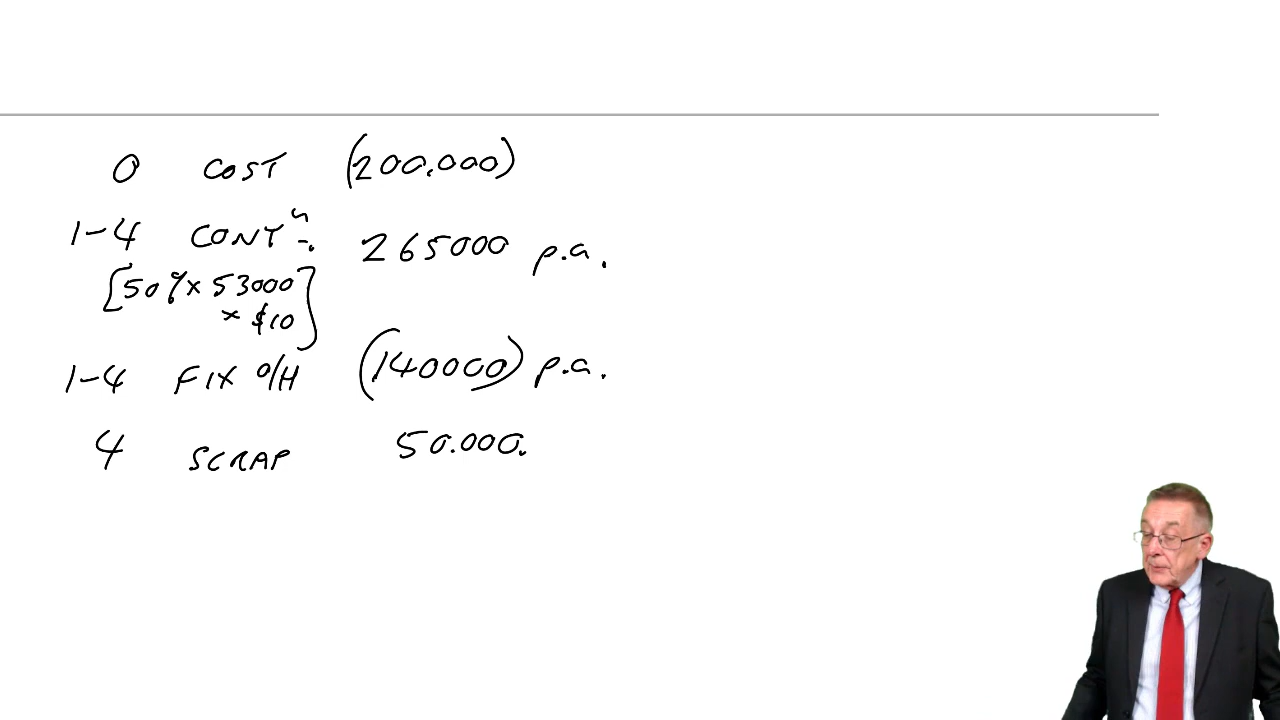 0 COST (200,000)
1-4 CONTⁿ. 265000 p.a.
[50% x 53000
x $10]
1-4 FIX O/H (140000) p.a.
4 SCRAP 50.000.